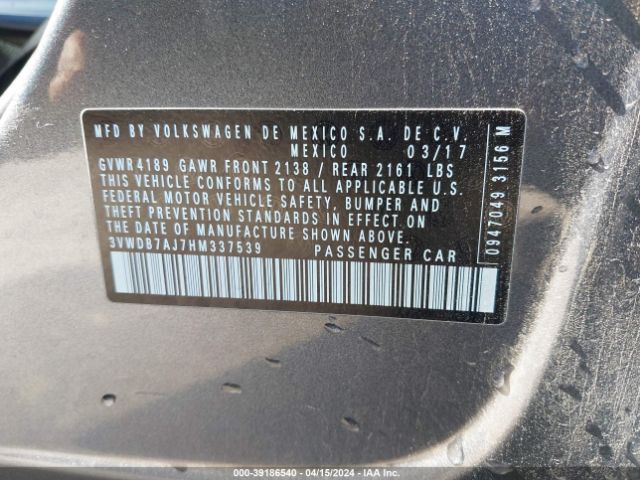 MFD BY VOLKSWAGEN DE MEXICO S.A. DE C.V.
MEXICO 03/17
GVWR 4189 GAWR FRONT 2138 / REAR 2161 LBS
THIS VEHICLE CONFORMS TO ALL APPLICABLE U.S.
FEDERAL MOTOR VEHICLE SAFETY, BUMPER AND
THEFT PREVENTION STANDARDS IN EFFECT ON
DATE OF MANUFACTURE SHOWN ABOVE.
3VWDB7AJ7HM337539 PASSENGER CAR
0947049 3156 M
000-39186540 - 04/15/2024 - IAA Inc.